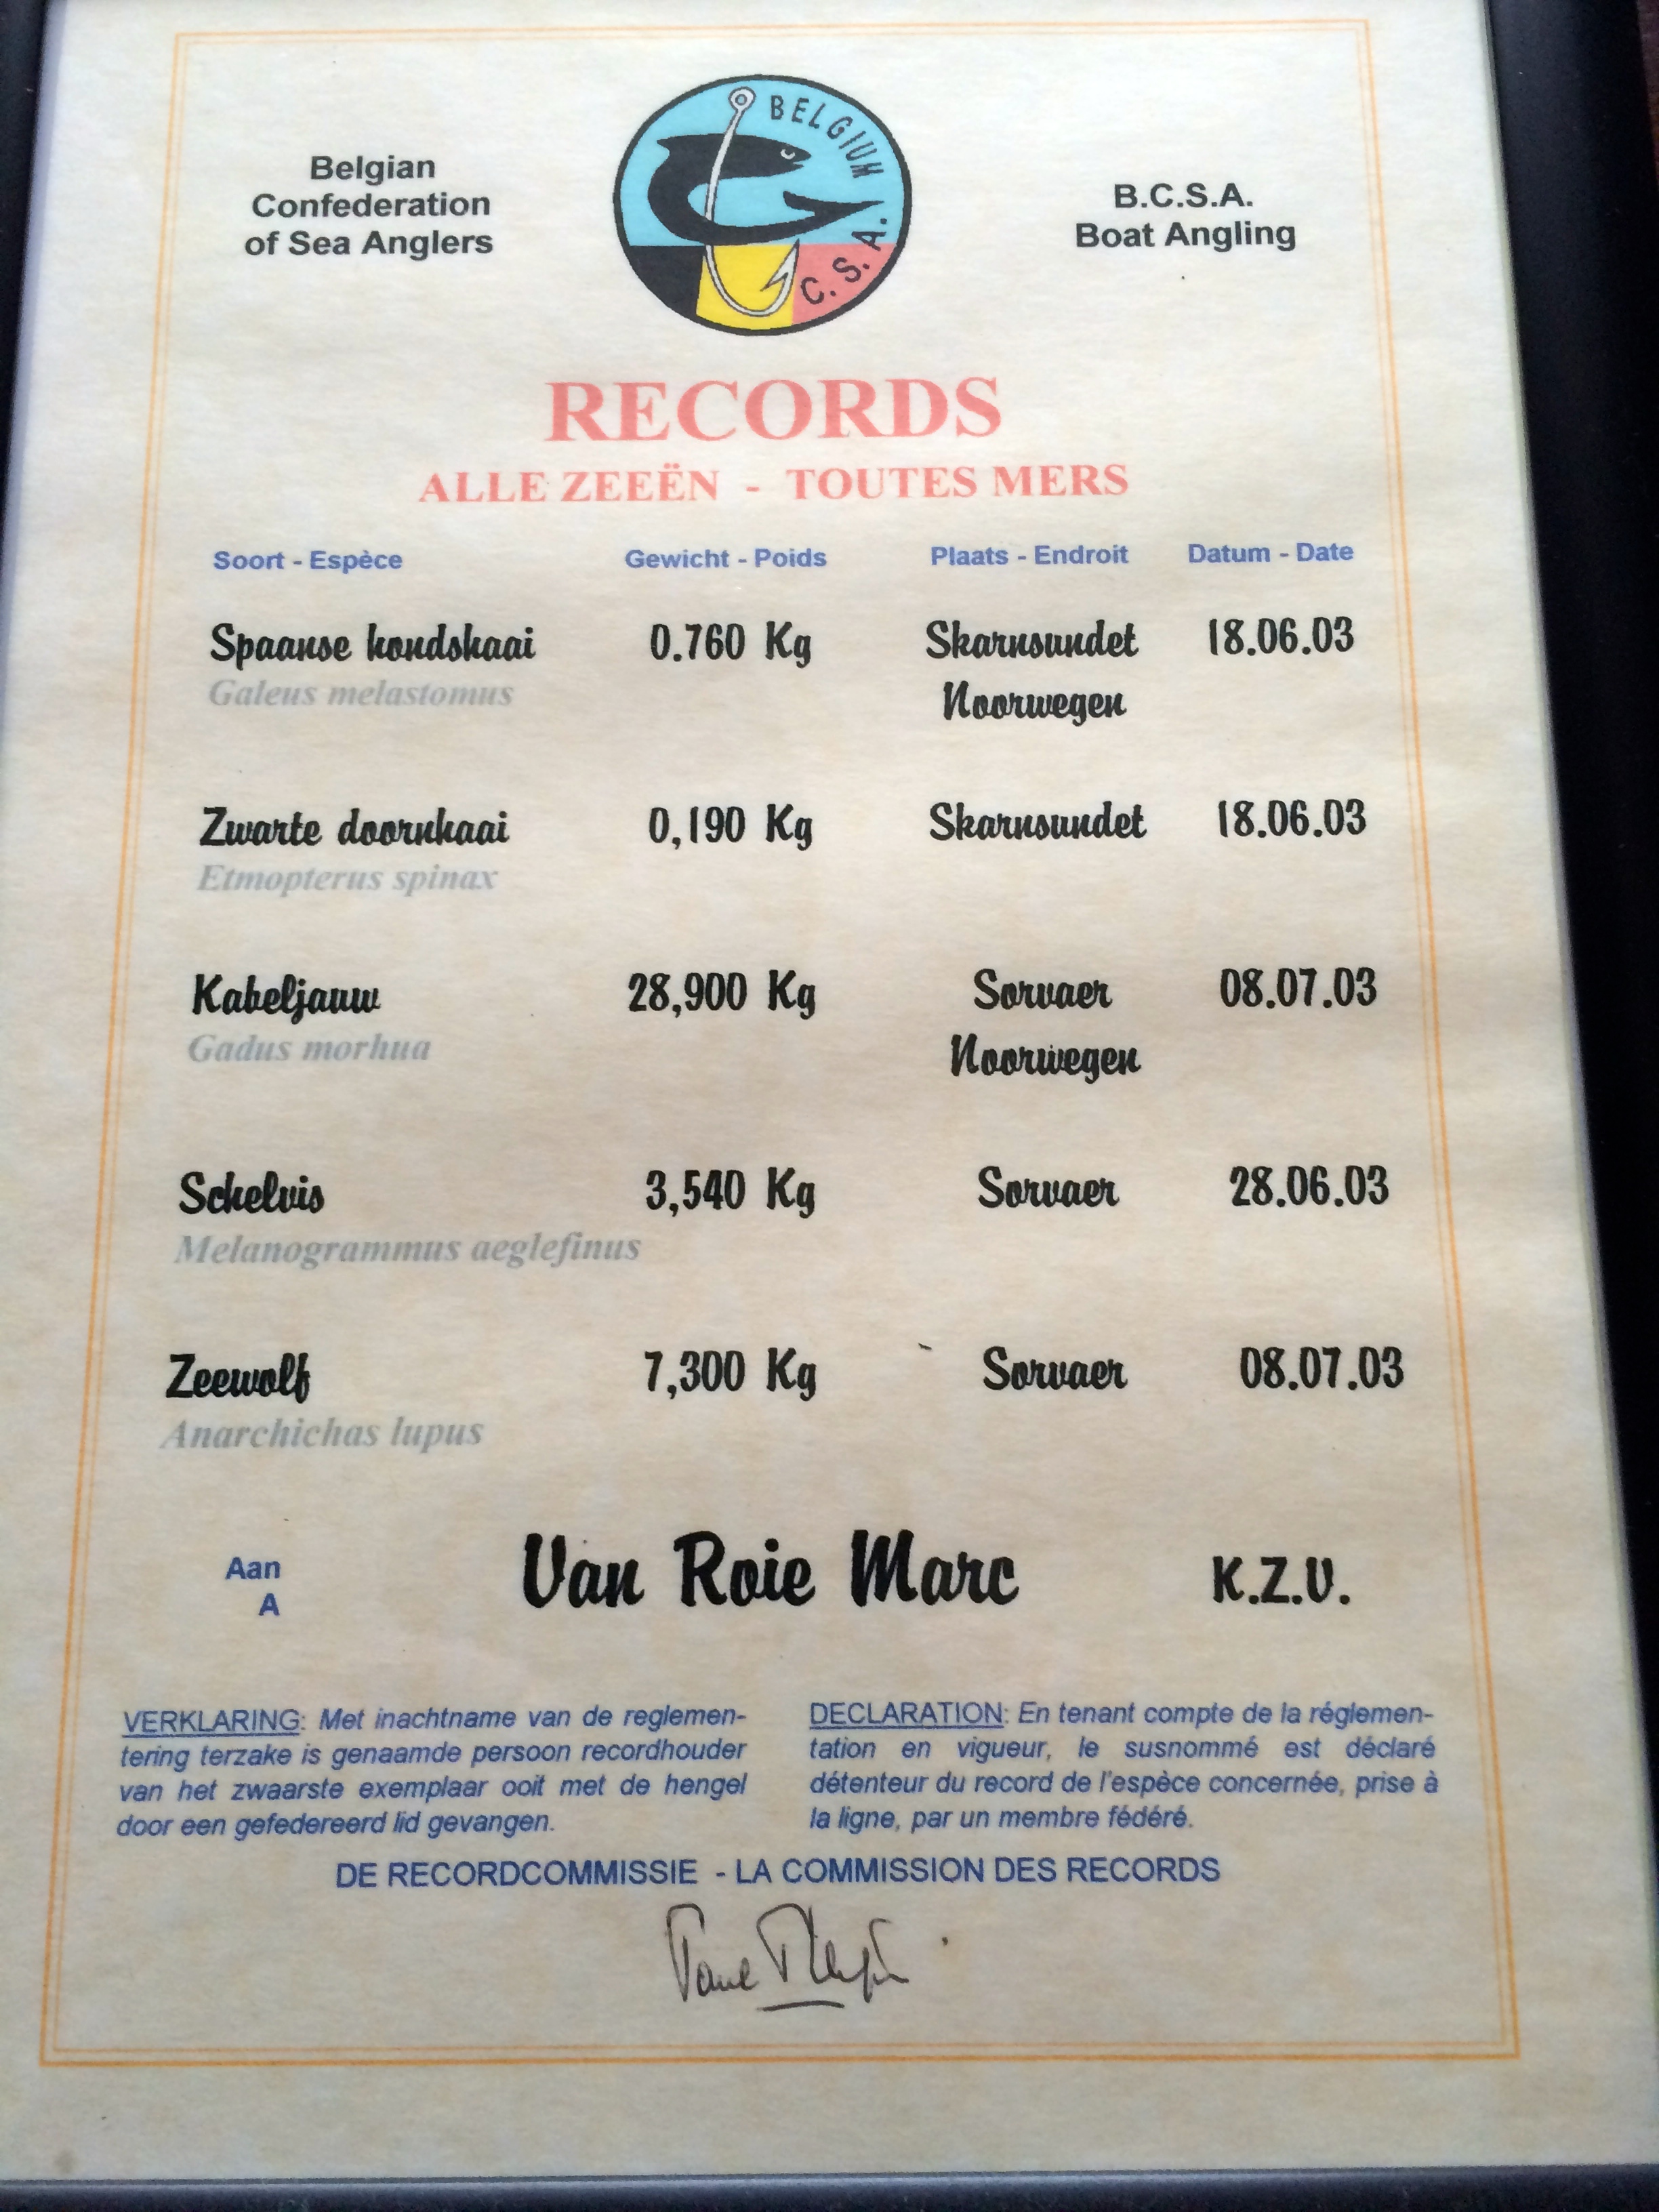 Belgian
Confederation
of Sea Anglers
BELGIUM
C.S.A.
B.C.S.A.
Boat Angling
RECORDS
ALLE ZEEËN - TOUTES MERS
Soort - Espèce Gewicht - Poids Plaats - Endroit Datum - Date
Spaanse hondshaai 0.760 Kg Skarnsundet 18.06.03
Galeus melastomus Noorwegen
Zwarte doornhaai 0,190 Kg Skarnsundet 18.06.03
Etmopterus spinax
Kabeljauw 28,900 Kg Sorvaer 08.07.03
Gadus morhua Noorwegen
Schelvis 3,540 Kg Sorvaer 28.06.03
Melanogrammus aeglefinus
Zeewolf 7,300 Kg Sorvaer 08.07.03
Anarchichas lupus
Aan
A
Van Roie Marc K.Z.V.
VERKLARING: Met inachtname van de reglemen-
tering terzake is genaamde persoon recordhouder
van het zwaarste exemplaar ooit met de hengel
door een gefedereerd lid gevangen.
DECLARATION: En tenant compte de la réglemen-
tation en vigueur, le susnommé est déclaré
détenteur du record de l'espèce concernée, prise à
la ligne, par un membre fédéré.
DE RECORDCOMMISSIE - LA COMMISSION DES RECORDS